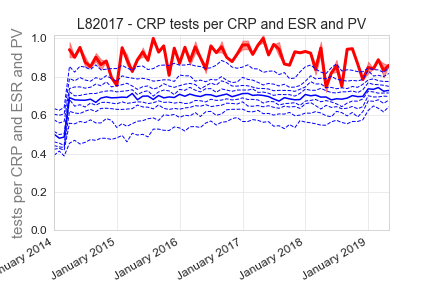 L82017 - CRP tests per CRP and ESR and PV
tests per CRP and ESR and PV
1.0
0.8
0.6
0.4
0.2
0.0
nuary 2014
January 2015
January 2016
January 2017
January 2018
January 2019